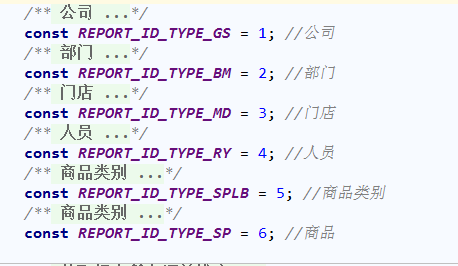 /** 公司 ...*/
const REPORT_ID_TYPE_GS = 1; //公司
/** 部门 ...*/
const REPORT_ID_TYPE_BM = 2; //部门
/** 门店 ...*/
const REPORT_ID_TYPE_MD = 3; //门店
/** 人员 ...*/
const REPORT_ID_TYPE_RY = 4; //人员
/** 商品类别 ...*/
const REPORT_ID_TYPE_SPLB = 5; //商品类别
/** 商品类别 ...*/
const REPORT_ID_TYPE_SP = 6; //商品